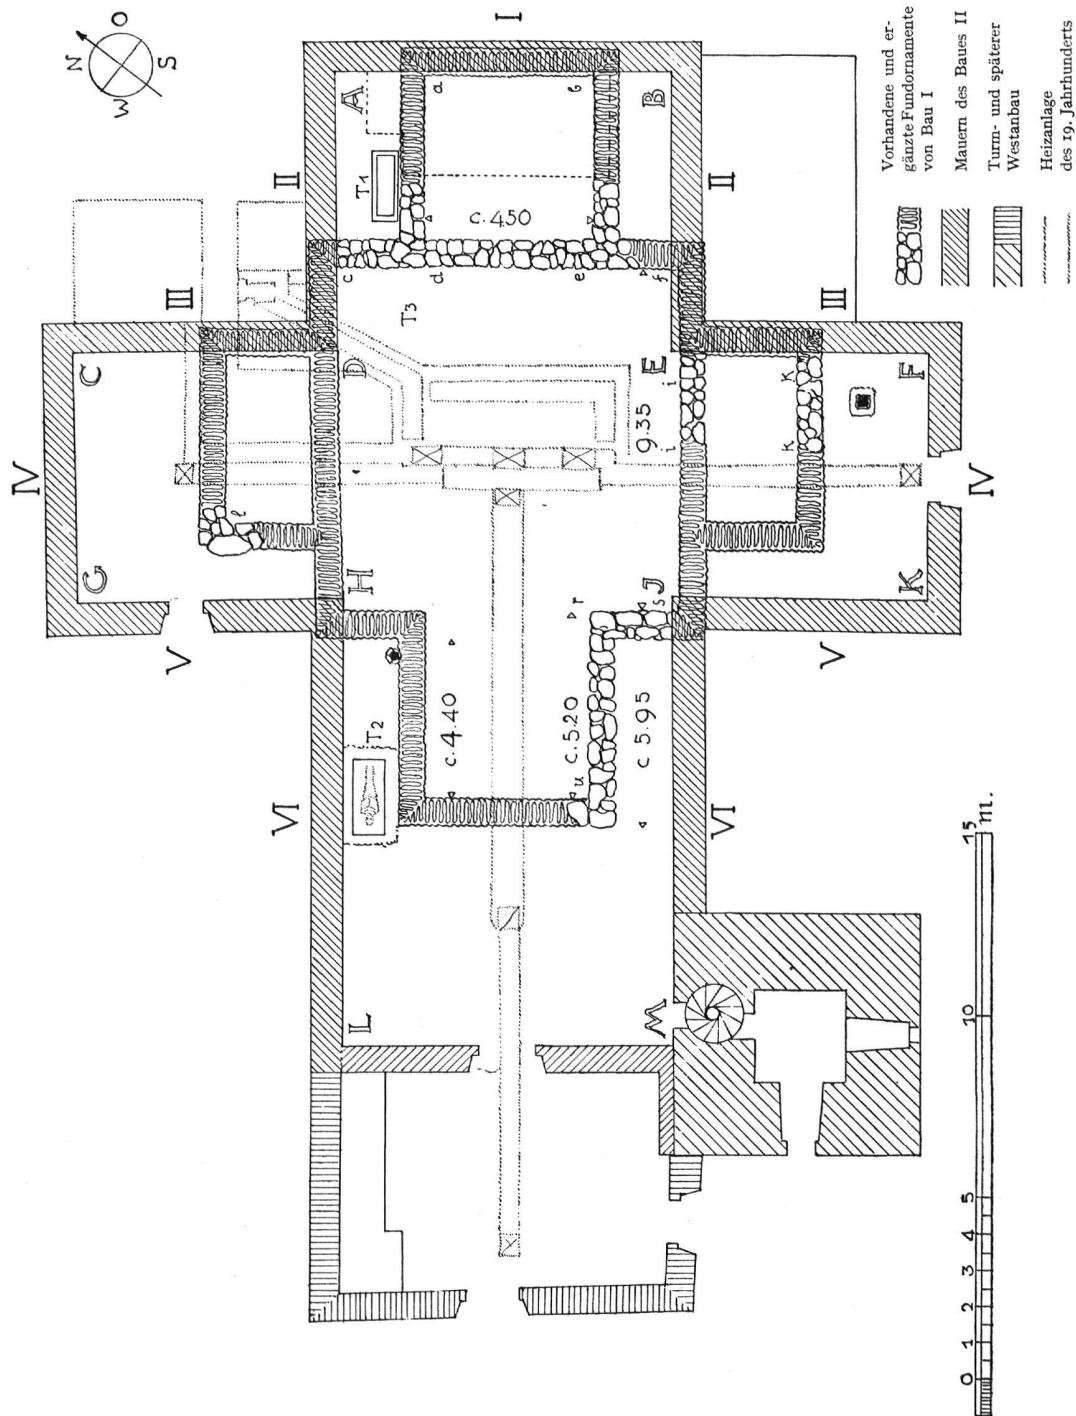 N
O
W
S
I
II
II
III
III
IV
IV
V
V
VI
VI
A
B
C
D
E
F
G
H
J
K
L
M
a
b
c
d
e
f
i
i
k
k
l
r
s
u
T1
T2
T3
c. 450
9.35
c. 4.40
c. 5.20
c 5.95
Vorhandene und er-
gänzte Fundornamente
von Bau I
Mauern des Baues II
Turm- und späterer
Westanbau
Heizanlage
des 19. Jahrhunderts
0 1 2 3 4 5 10 15 m.